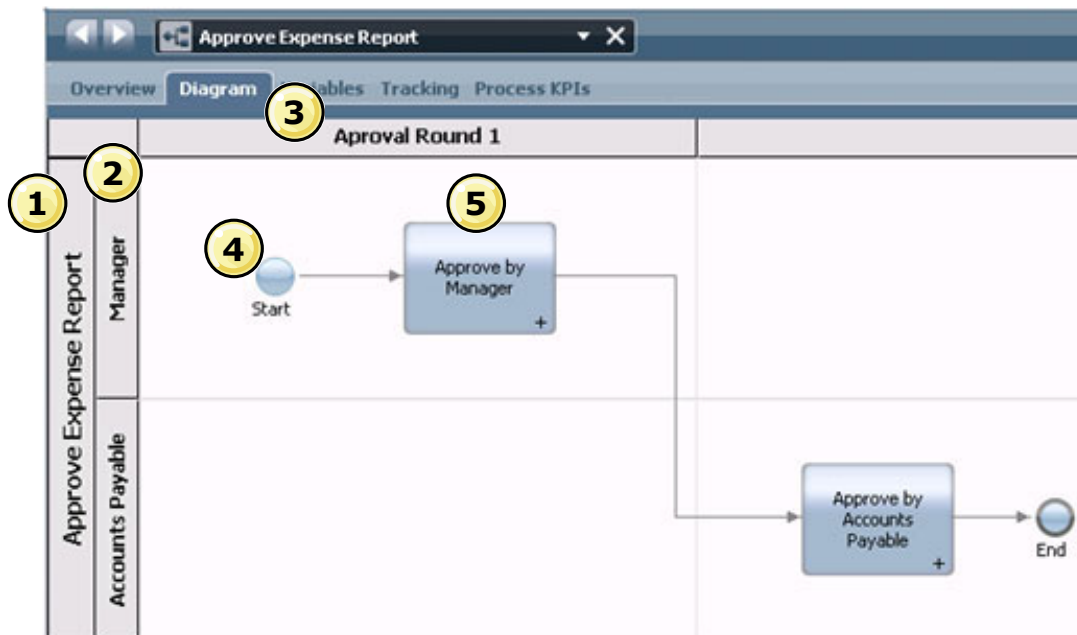 Approve Expense Report
Overview Diagram ables Tracking Process KPIs
3
Aproval Round 1
1
2
Approve Expense Report
Manager
4
Start
5
Approve by
Manager
+
Accounts Payable
Approve by
Accounts
Payable
+
End